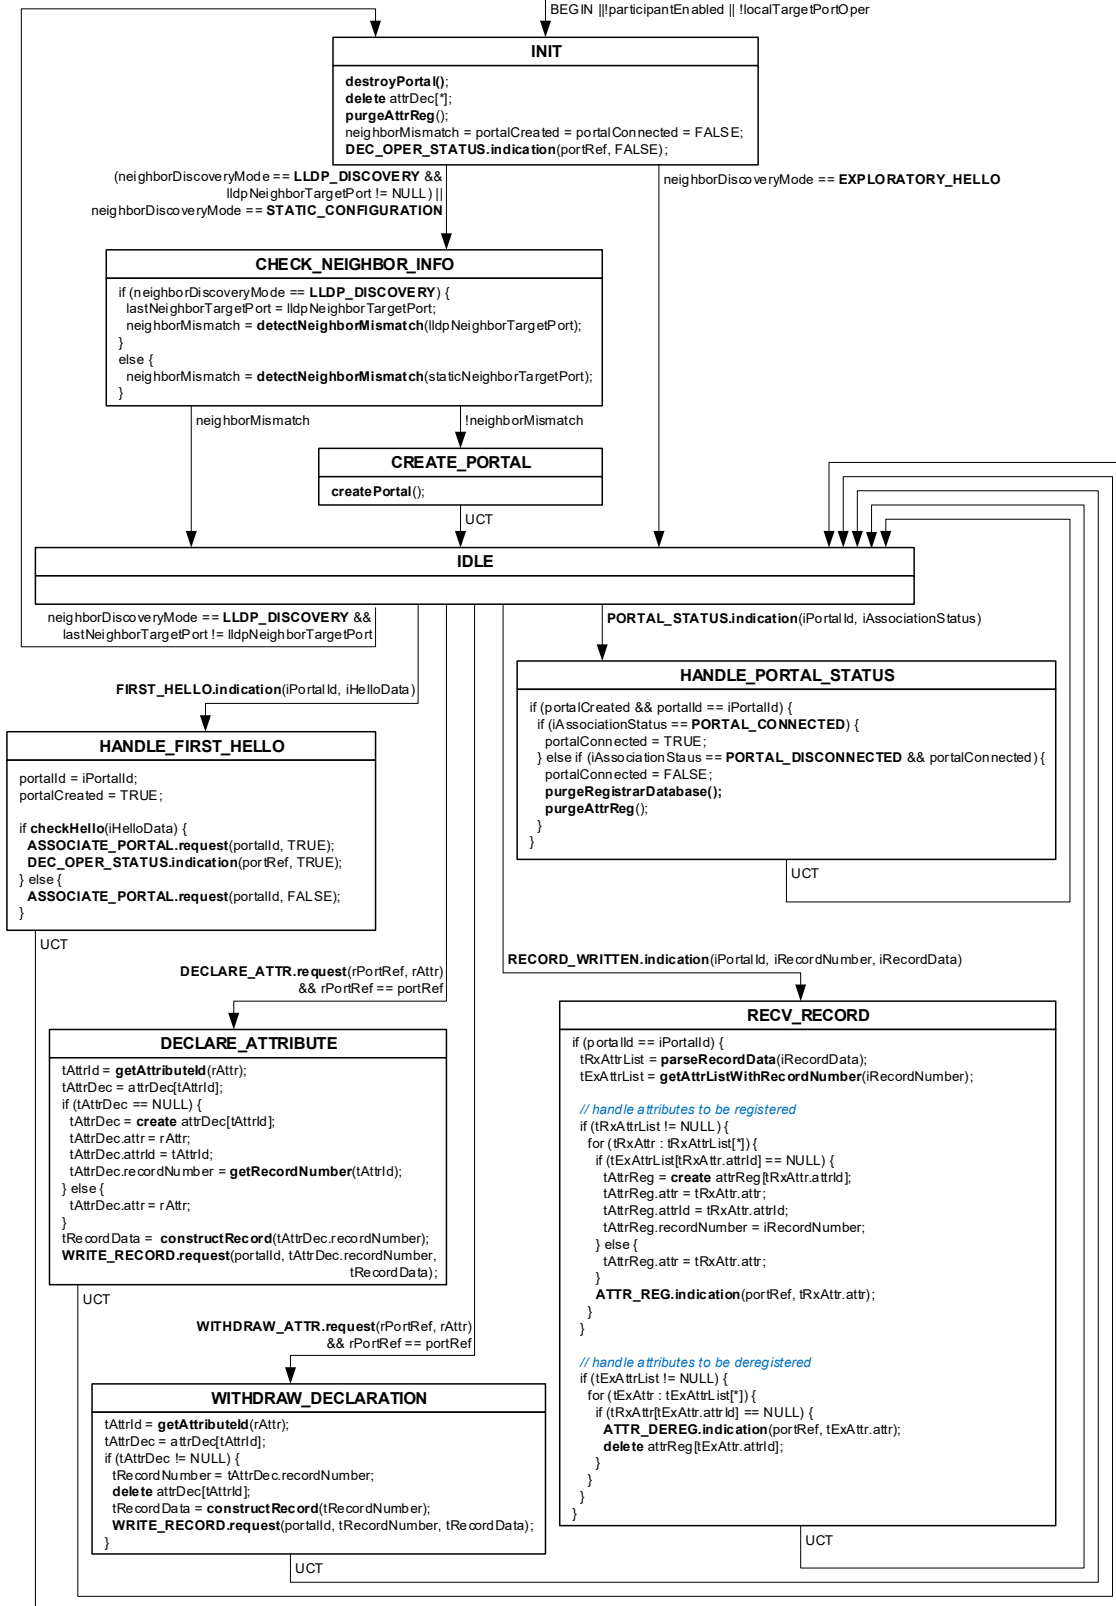 BEGIN ||!participantEnabled || !localTargetPortOper
INIT
destroyPortal();
delete attrDec[*];
purgeAttrReg();
neighborMismatch = portalCreated = portalConnected = FALSE;
DEC_OPER_STATUS.indication(portRef, FALSE);
(neighborDiscoveryMode == LLDP_DISCOVERY &&
lldpNeighborTargetPort != NULL) ||
neighborDiscoveryMode == STATIC_CONFIGURATION
neighborDiscoveryMode == EXPLORATORY_HELLO
CHECK_NEIGHBOR_INFO
if (neighborDiscoveryMode == LLDP_DISCOVERY) {
lastNeighborTargetPort = lldpNeighborTargetPort;
neighborMismatch = detectNeighborMismatch(lldpNeighborTargetPort);
}
else {
neighborMismatch = detectNeighborMismatch(staticNeighborTargetPort);
}
neighborMismatch
!neighborMismatch
CREATE_PORTAL
createPortal();
UCT
IDLE
neighborDiscoveryMode == LLDP_DISCOVERY &&
lastNeighborTargetPort != lldpNeighborTargetPort
PORTAL_STATUS.indication(iPortalId, iAssociationStatus)
HANDLE_PORTAL_STATUS
if (portalCreated && portalId == iPortalId) {
if (iAssociationStatus == PORTAL_CONNECTED) {
portalConnected = TRUE;
} else if (iAssociationStaus == PORTAL_DISCONNECTED && portalConnected) {
portalConnected = FALSE;
purgeRegistrarDatabase();
purgeAttrReg();
}
}
UCT
FIRST_HELLO.indication(iPortalId, iHelloData)
HANDLE_FIRST_HELLO
portalId = iPortalId;
portalCreated = TRUE;
if checkHello(iHelloData) {
ASSOCIATE_PORTAL.request(portalId, TRUE);
DEC_OPER_STATUS.indication(portRef, TRUE);
} else {
ASSOCIATE_PORTAL.request(portalId, FALSE);
}
UCT
DECLARE_ATTR.request(rPortRef, rAttr)
&& rPortRef == portRef
DECLARE_ATTRIBUTE
tAttrId = getAttributeId(rAttr);
tAttrDec = attrDec[tAttrId];
if (tAttrDec == NULL) {
tAttrDec = create attrDec[tAttrId];
tAttrDec.attr = rAttr;
tAttrDec.attrId = tAttrId;
tAttrDec.recordNumber = getRecordNumber(tAttrId);
} else {
tAttrDec.attr = rAttr;
}
tRecordData = constructRecord(tAttrDec.recordNumber);
WRITE_RECORD.request(portalId, tAttrDec.recordNumber,
tRecordData);
UCT
WITHDRAW_ATTR.request(rPortRef, rAttr)
&& rPortRef == portRef
WITHDRAW_DECLARATION
tAttrId = getAttributeId(rAttr);
tAttrDec = attrDec[tAttrId];
if (tAttrDec != NULL) {
tRecordNumber = tAttrDec.recordNumber;
delete attrDec[tAttrId];
tRecordData = constructRecord(tRecordNumber);
WRITE_RECORD.request(portalId, tRecordNumber, tRecordData);
}
UCT
RECORD_WRITTEN.indication(iPortalId, iRecordNumber, iRecordData)
RECV_RECORD
if (portalId == iPortalId) {
tRxAttrList = parseRecordData(iRecordData);
tExAttrList = getAttrListWithRecordNumber(iRecordNumber);
// handle attributes to be registered
if (tRxAttrList != NULL) {
for (tRxAttr : tRxAttrList[*]) {
if (tExAttrList[tRxAttr.attrId] == NULL) {
tAttrReg = create attrReg[tRxAttr.attrId];
tAttrReg.attr = tRxAttr.attr;
tAttrReg.attrId = tRxAttr.attrId;
tAttrReg.recordNumber = iRecordNumber;
} else {
tAttrReg.attr = tRxAttr.attr;
}
ATTR_REG.indication(portRef, tRxAttr.attr);
}
}
// handle attributes to be deregistered
if (tExAttrList != NULL) {
for (tExAttr : tExAttrList[*]) {
if (tRxAttr[tExAttr.attrId] == NULL) {
ATTR_DEREG.indication(portRef, tExAttr.attr);
delete attrReg[tExAttr.attrId];
}
}
}
}
UCT